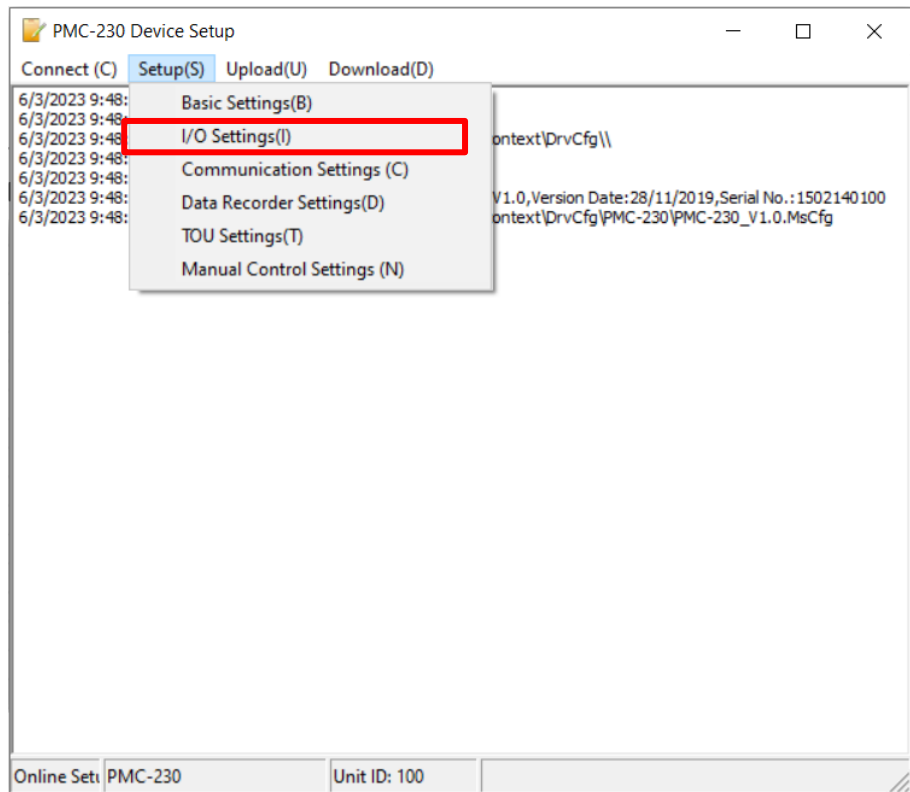 PMC-230 Device Setup
Connect (C) Setup(S) Upload(U) Download(D)
6/3/2023 9:48:
Basic Settings(B)
6/3/2023 9:48:
I/O Settings(I)
6/3/2023 9:48: ontext\DrvCfg\\
6/3/2023 9:48:
Communication Settings (C)
6/3/2023 9:48:
6/3/2023 9:48: V1.0,Version Date:28/11/2019,Serial No.:1502140100
Data Recorder Settings(D)
6/3/2023 9:48: ontext\DrvCfg\PMC-230\PMC-230_V1.0.MsCfg
TOU Settings(T)
Manual Control Settings (N)
Online Setu PMC-230 Unit ID: 100